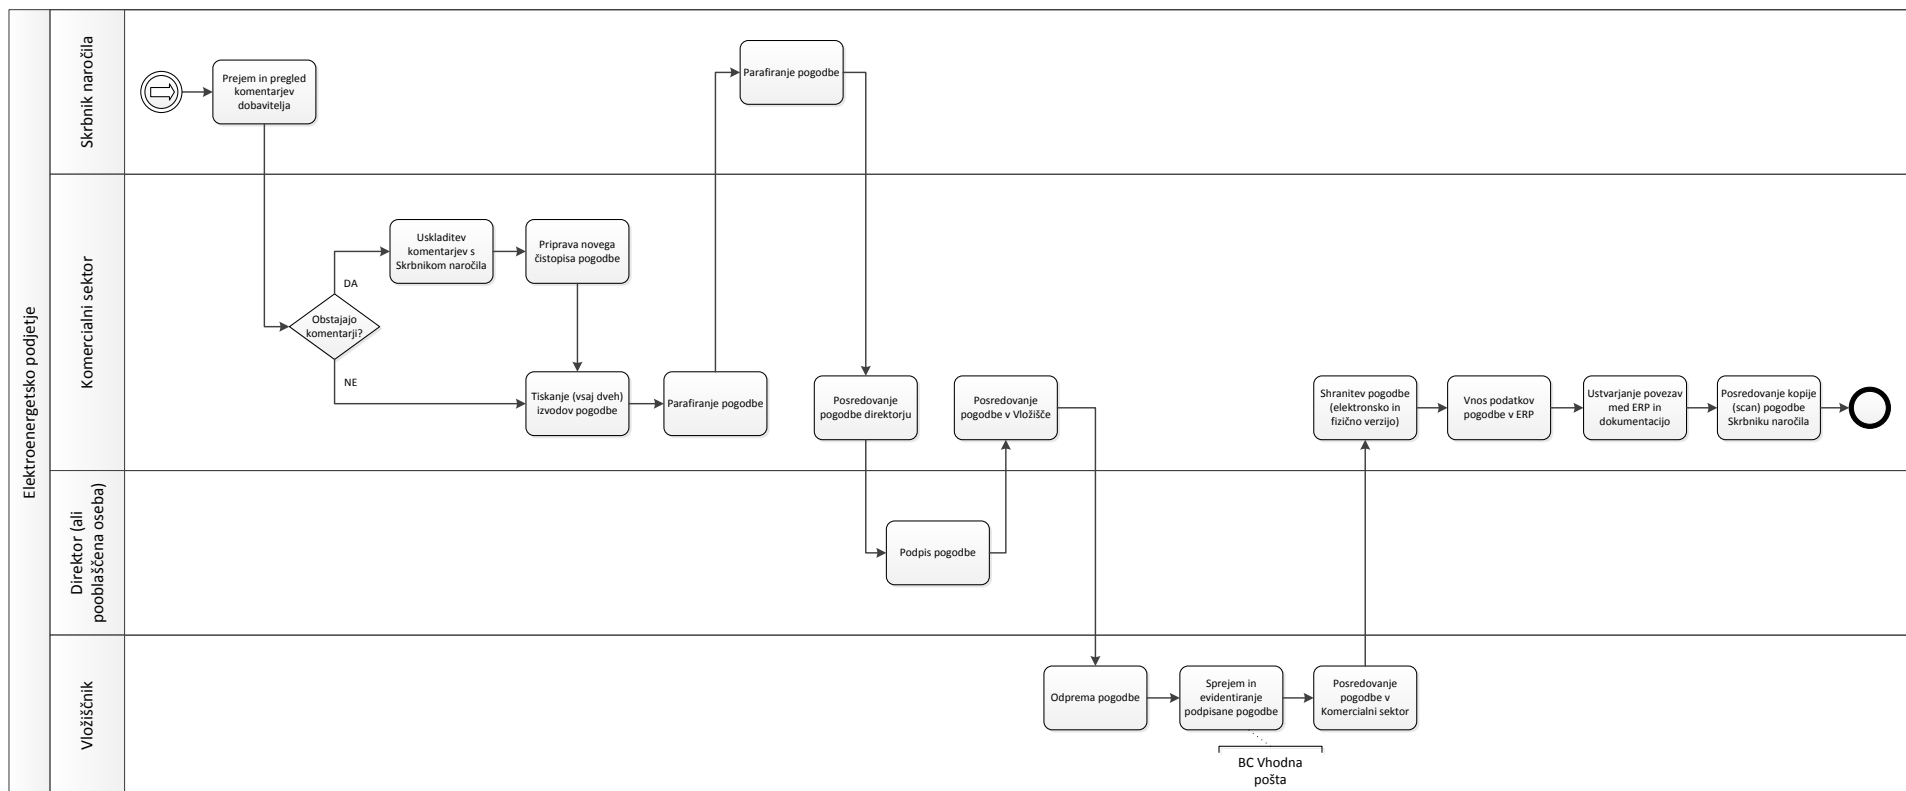 Elektroenergetsko podjetje
Skrbnik naročila
Prejem in pregled
komentarjev
dobavitelja
Parafiranje pogodbe
Komercialni sektor
Obstajajo
komentarji?
DA
NE
Uskladitev
komentarjev s
Skrbnikom naročila
Priprava novega
čistopisa pogodbe
Tiskanje (vsaj dveh)
izvodov pogodbe
Parafiranje pogodbe
Posredovanje
pogodbe direktorju
Posredovanje
pogodbe v Vložišče
Shranitev pogodbe
(elektronsko in
fizično verzijo)
Vnos podatkov
pogodbe v ERP
Ustvarjanje povezav
med ERP in
dokumentacijo
Posredovanje kopije
(scan) pogodbe
Skrbniku naročila
Direktor (ali
pooblaščena oseba)
Podpis pogodbe
Vložiščnik
Odprema pogodbe
Sprejem in
evidentiranje
podpisane pogodbe
Posredovanje
pogodbe v
Komercialni sektor
BC Vhodna
pošta